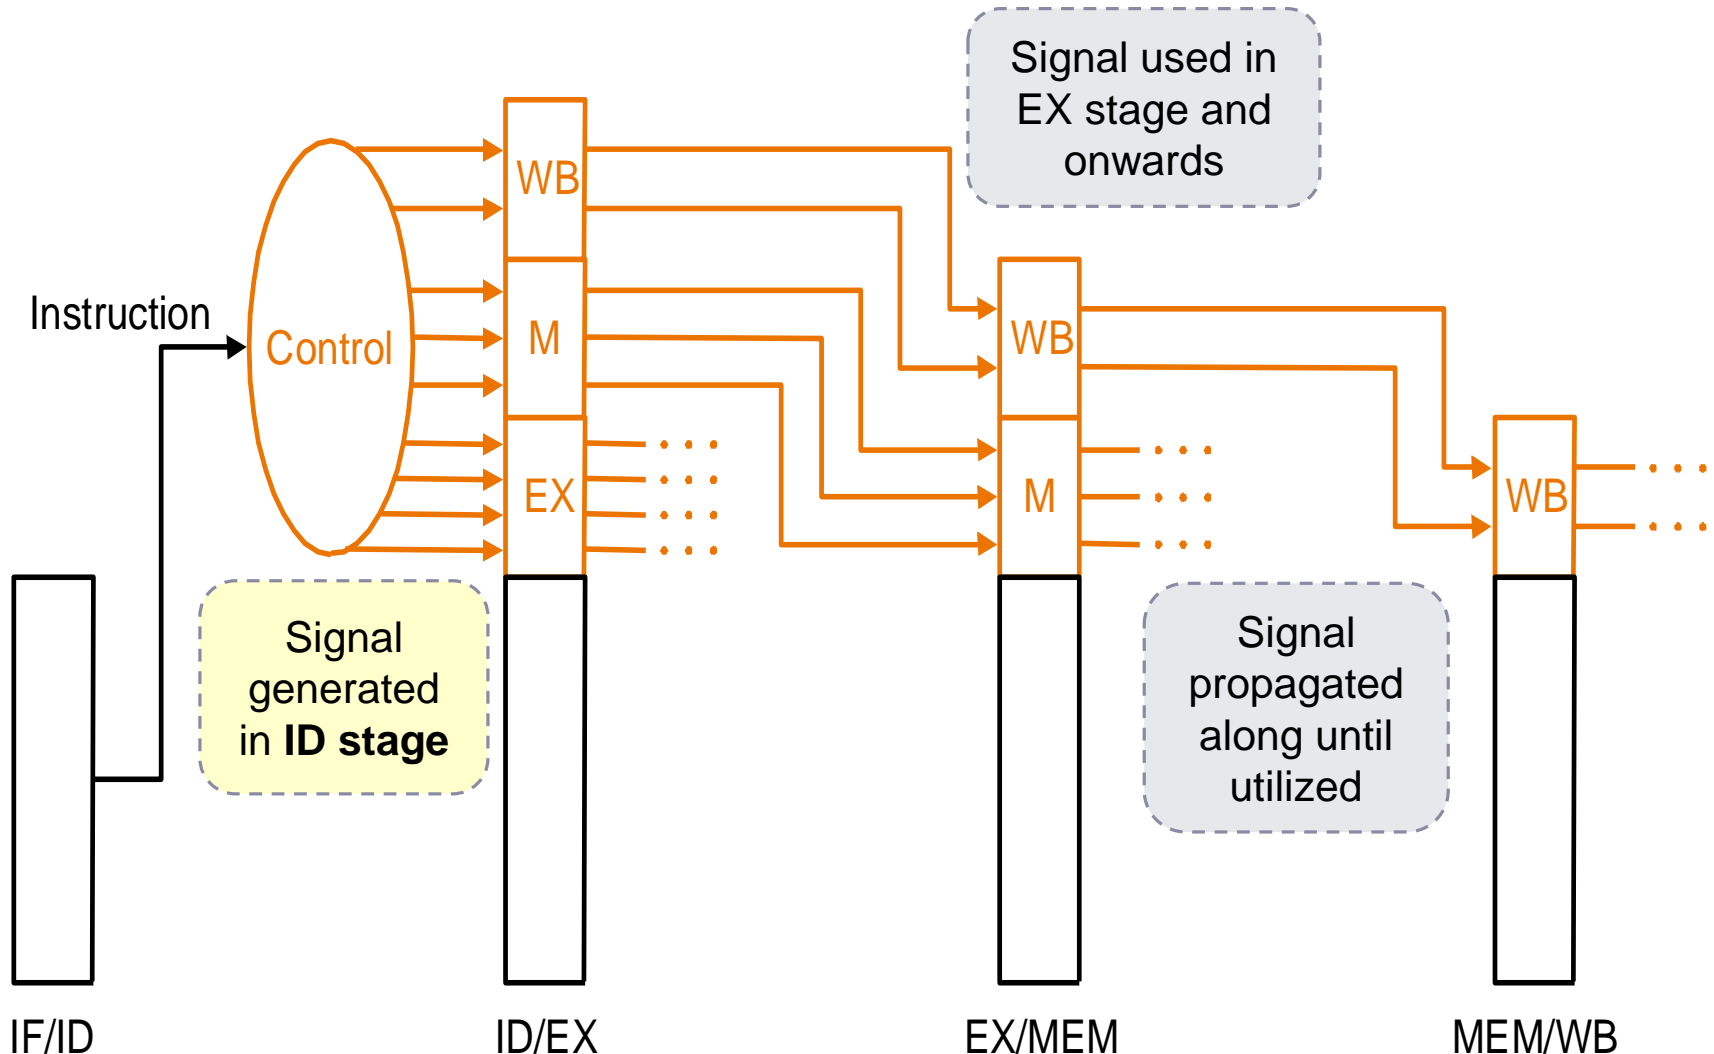 Signal used in
EX stage and
onwards
WB
Instruction
Control
M
WB
EX
M
WB
Signal
generated
in ID stage
Signal
propagated
along until
utilized
IF/ID
ID/EX
EX/MEM
MEM/WB